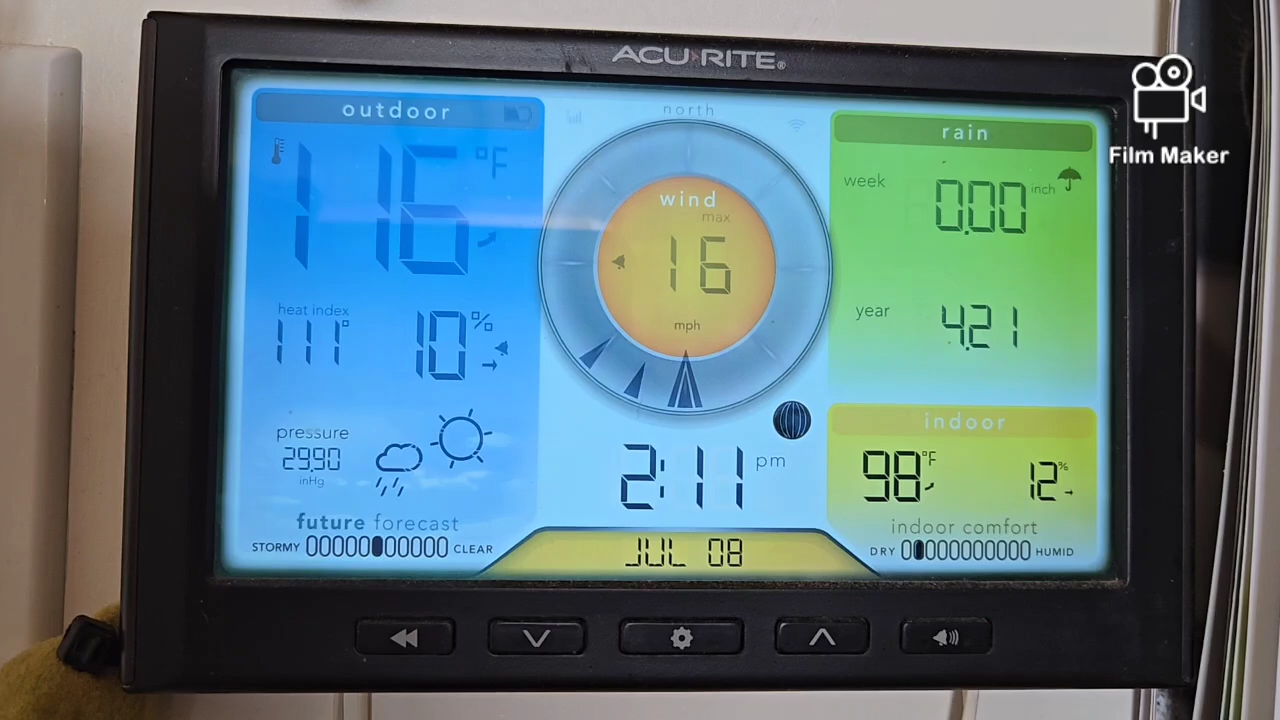 ACU›RITE®
Film Maker
outdoor
116 °F
heat index
111°
10%
pressure
29.90
inHg
future forecast
STORMY CLEAR
north
wind
max
16
mph
2:11 pm
JUL 08
rain
week 0.00 inch
year 4.21
indoor
98 °F
12%
indoor comfort
DRY HUMID